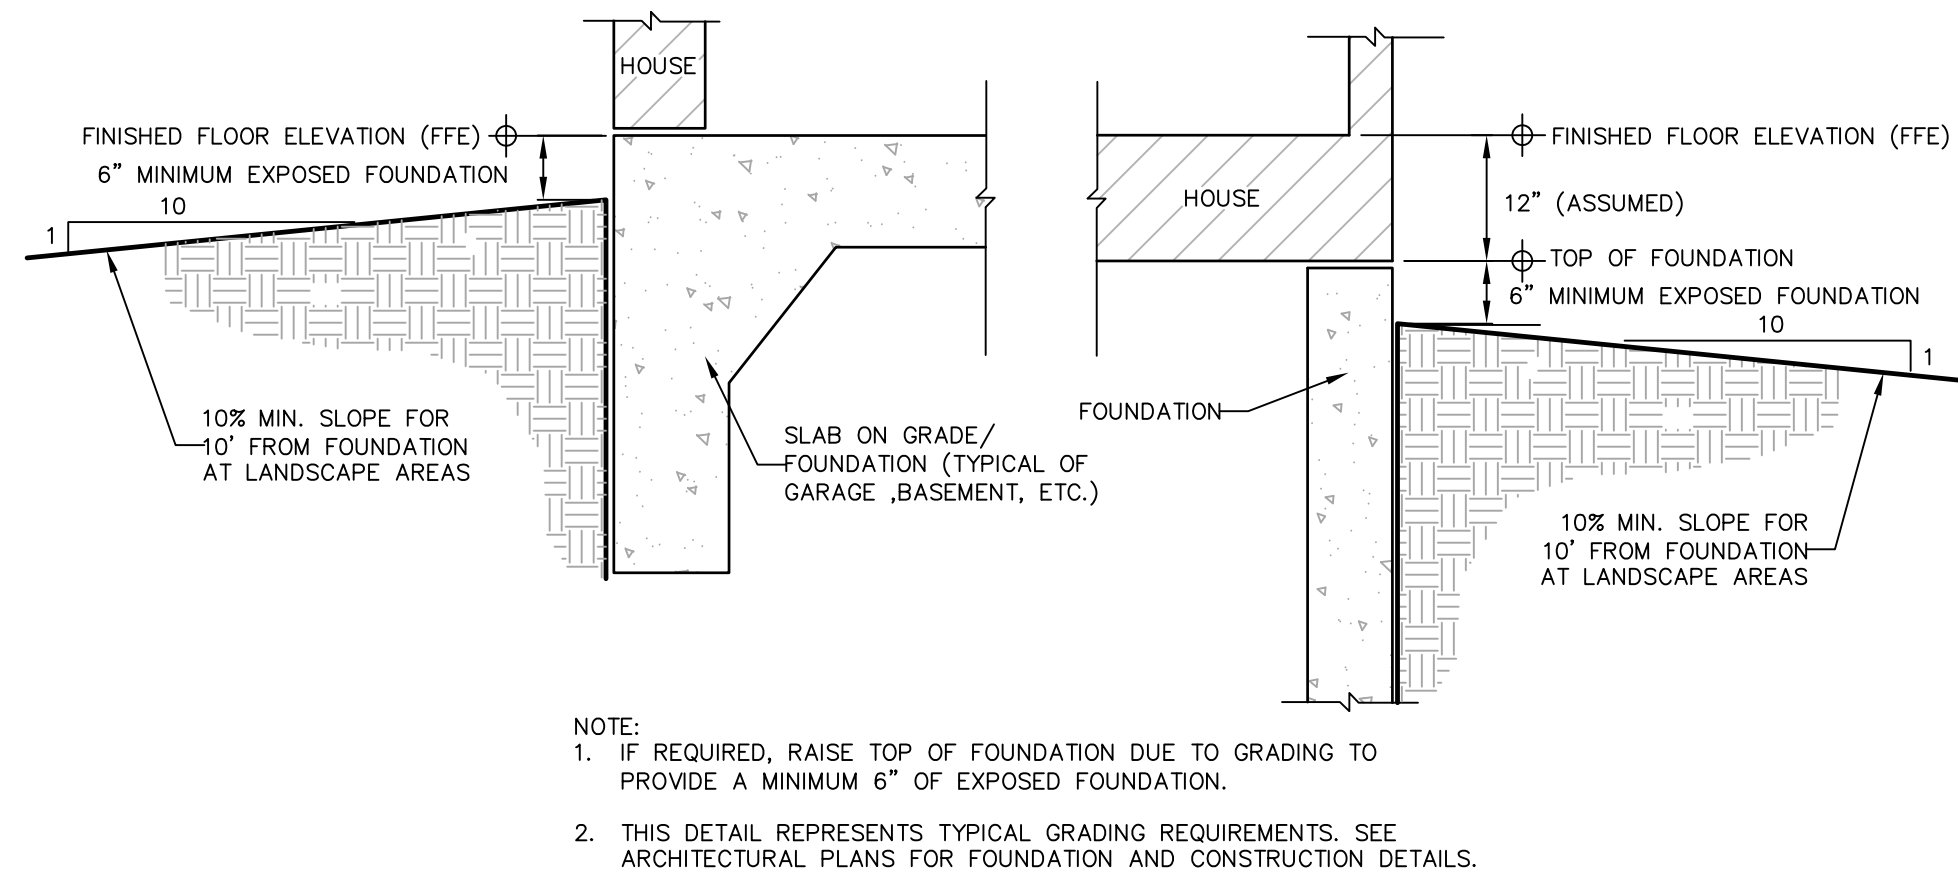 HOUSE
FINISHED FLOOR ELEVATION (FFE)
6” MINIMUM EXPOSED FOUNDATION
10
1
10% MIN. SLOPE FOR
10’ FROM FOUNDATION
AT LANDSCAPE AREAS
SLAB ON GRADE/
FOUNDATION (TYPICAL OF
GARAGE ,BASEMENT, ETC.)
HOUSE
FINISHED FLOOR ELEVATION (FFE)
12” (ASSUMED)
TOP OF FOUNDATION
6” MINIMUM EXPOSED FOUNDATION
10
1
FOUNDATION
10% MIN. SLOPE FOR
10’ FROM FOUNDATION
AT LANDSCAPE AREAS
NOTE:
1. IF REQUIRED, RAISE TOP OF FOUNDATION DUE TO GRADING TO
PROVIDE A MINIMUM 6” OF EXPOSED FOUNDATION.
2. THIS DETAIL REPRESENTS TYPICAL GRADING REQUIREMENTS. SEE
ARCHITECTURAL PLANS FOR FOUNDATION AND CONSTRUCTION DETAILS.